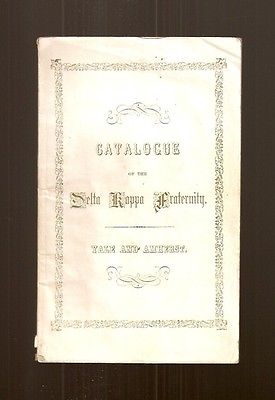 CATALOGUE
OF THE
Delta Kappa Fraternity.
YALE AND AMHERST.